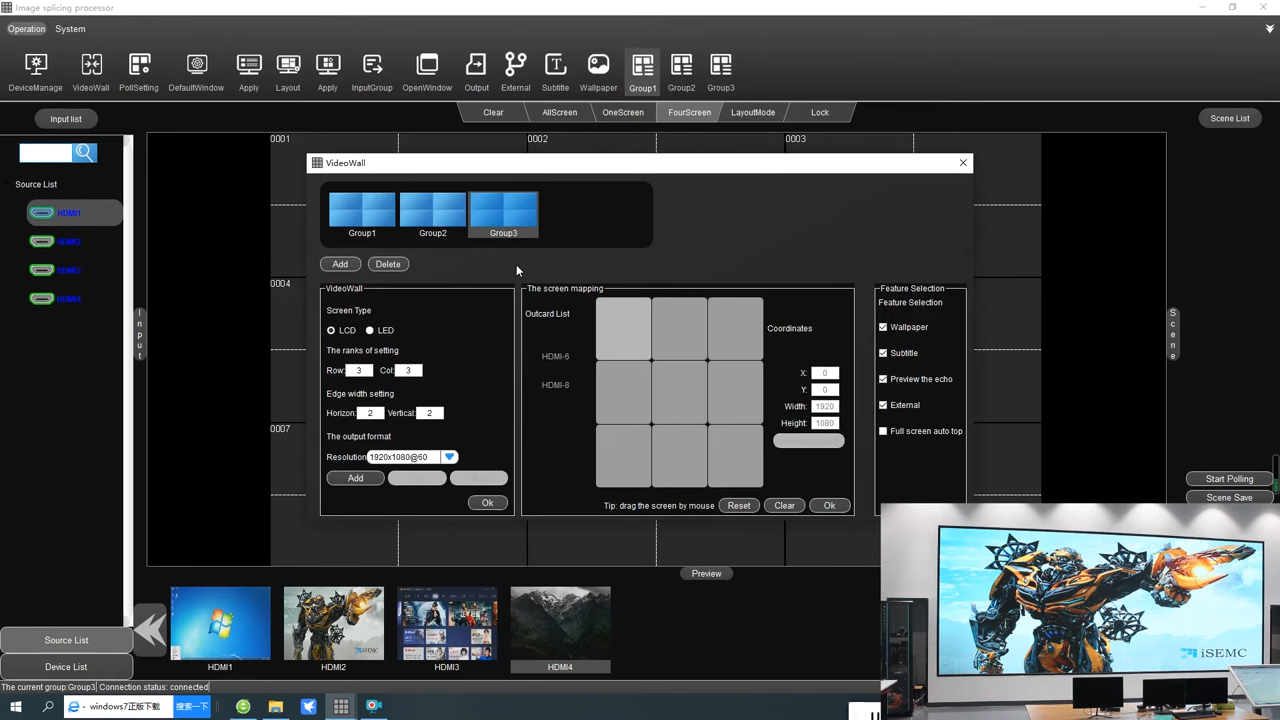 Image splicing processor
Operation System
DeviceManage VideoWall PollSetting DefaultWindow Apply Layout Apply InputGroup OpenWindow Output External Subtitle Wallpaper Group1 Group2 Group3
Clear AllScreen OneScreen FourScreen LayoutMode Lock
Input list
Scene List
Source List
HDMI1
HDMI2
HDMI3
HDMI4
Input
0001 0002 0003
0004
0007
VideoWall
Group1 Group2 Group3
Add Delete
VideoWall
Screen Type
LCD LED
The ranks of setting
Row: 3 Col: 3
Edge width setting
Horizon: 2 Vertical: 2
The output format
Resolution 1920x1080@60
Add
Ok
The screen mapping
Outcard List
HDMI-6
HDMI-8
Coordinates
X: 0
Y: 0
Width: 1920
Height: 1080
Tip: drag the screen by mouse Reset Clear Ok
Feature Selection
Feature Selection
Wallpaper
Subtitle
Preview the echo
External
Full screen auto top
Scene
Start Polling
Scene Save
Preview
HDMI1 HDMI2 HDMI3 HDMI4
Source List
Device List
The current group:Group3 Connection status: connected
windows7正版下载 搜索一下
iSEMC